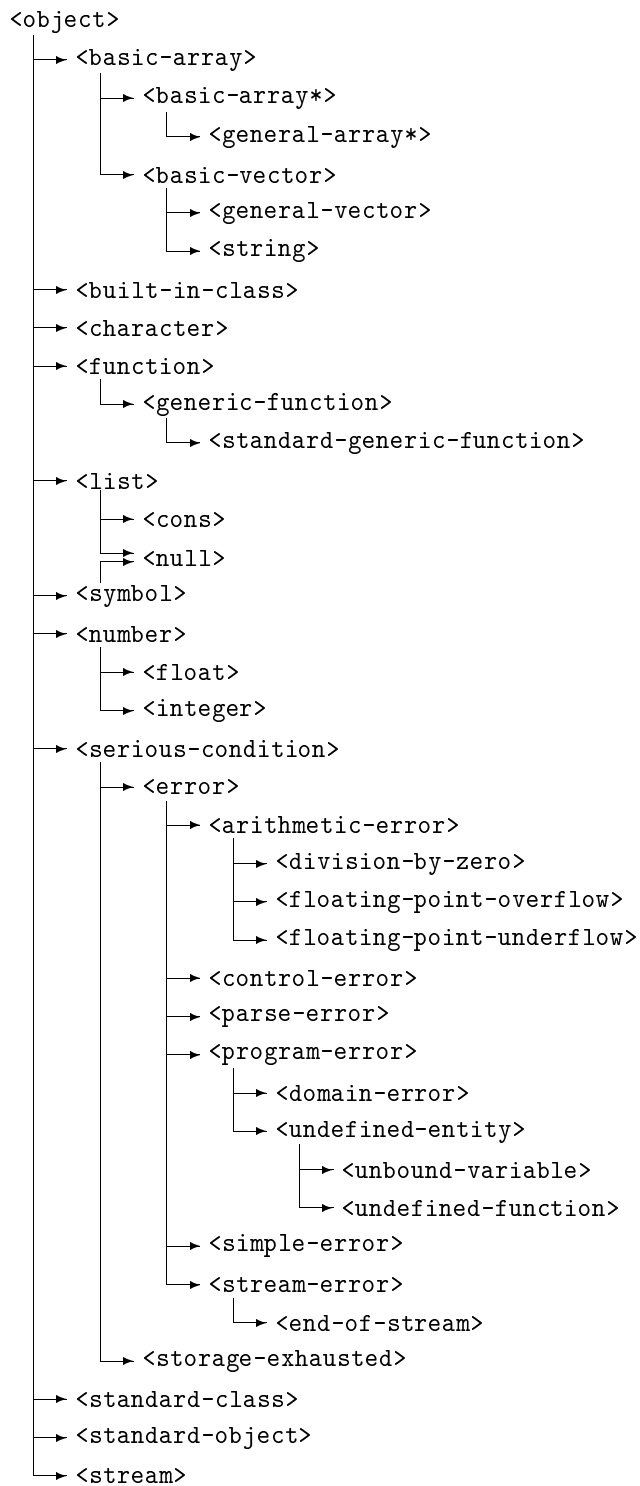 <object>
<basic-array>
<basic-array*>
<general-array*>
<basic-vector>
<general-vector>
<string>
<built-in-class>
<character>
<function>
<generic-function>
<standard-generic-function>
<list>
<cons>
<null>
<symbol>
<number>
<float>
<integer>
<serious-condition>
<error>
<arithmetic-error>
<division-by-zero>
<floating-point-overflow>
<floating-point-underflow>
<control-error>
<parse-error>
<program-error>
<domain-error>
<undefined-entity>
<unbound-variable>
<undefined-function>
<simple-error>
<stream-error>
<end-of-stream>
<storage-exhausted>
<standard-class>
<standard-object>
<stream>